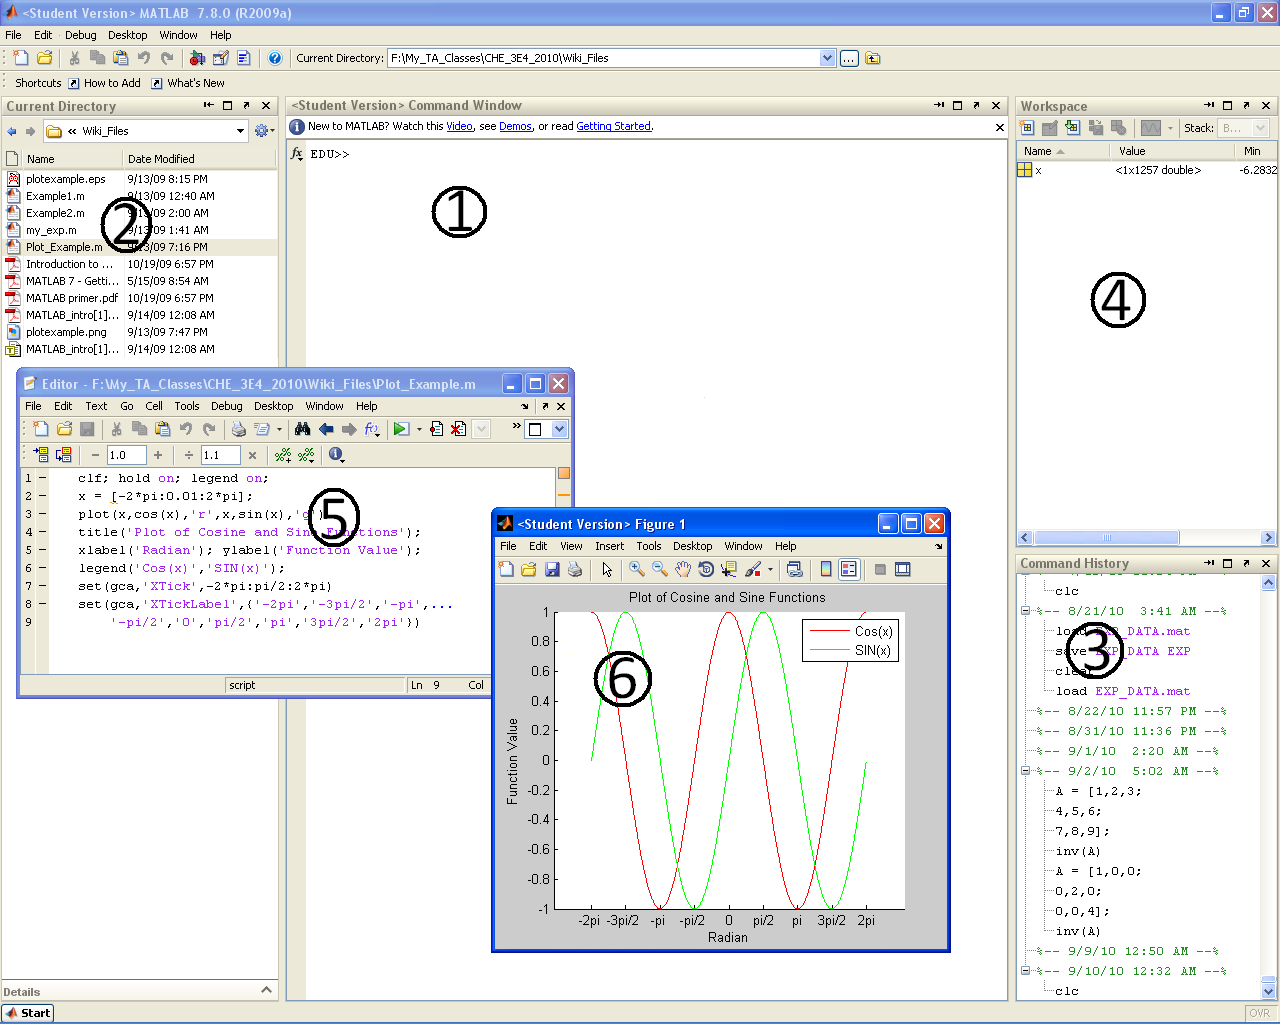 <Student Version> MATLAB  7.8.0 (R2009a)
File Edit Debug Desktop Window Help
Current Directory: F:\My_TA_Classes\CHE_3E4_2010\Wiki_Files
Shortcuts How to Add What's New
Current Directory
« Wiki_Files
Name Date Modified
plotexample.eps 9/13/09 8:15 PM
Example1.m 9/13/09 12:40 AM
Example2.m 9/13/09 2:00 AM
my_exp.m 9/13/09 1:41 AM
Plot_Example.m 9/13/09 7:16 PM
Introduction to ... 10/19/09 6:57 PM
MATLAB 7 - Getti... 5/15/09 8:54 AM
MATLAB primer.pdf 10/19/09 6:57 PM
MATLAB_intro[1]... 9/14/09 12:08 AM
plotexample.png 9/13/09 7:47 PM
MATLAB_intro[1]... 9/14/09 12:08 AM
2
Details
Start
<Student Version> Command Window
New to MATLAB? Watch this Video, see Demos, or read Getting Started.
fx EDU>>
1
Workspace
Stack: B...
Name Value Min
x <1x1257 double> -6.2832
4
Editor - F:\My_TA_Classes\CHE_3E4_2010\Wiki_Files\Plot_Example.m
File Edit Text Go Cell Tools Debug Desktop Window Help
− 1.0 + ÷ 1.1 ×
1 − clf; hold on; legend on;
2 − x = [-2*pi:0.01:2*pi];
3 − plot(x,cos(x),'r',x,sin(x),'g')
4 − title('Plot of Cosine and Sine Functions');
5 − xlabel('Radian'); ylabel('Function Value');
6 − legend('Cos(x)','SIN(x)');
7 − set(gca,'XTick',-2*pi:pi/2:2*pi)
8 − set(gca,'XTickLabel',{'-2pi','-3pi/2','-pi',...
9 '-pi/2','0','pi/2','pi','3pi/2','2pi'})
5
script Ln 9 Col
<Student Version> Figure 1
File Edit View Insert Tools Desktop Window Help
Plot of Cosine and Sine Functions
Cos(x)
SIN(x)
6
1
0.8
0.6
0.4
0.2
0
-0.2
-0.4
-0.6
-0.8
-1
Function Value
-2pi -3pi/2 -pi -pi/2 0 pi/2 pi 3pi/2 2pi
Radian
Command History
clc
%-- 8/21/10  3:41 AM --%
load EXP_DATA.mat
save EXP_DATA EXP
clear
load EXP_DATA.mat
3
%-- 8/22/10 11:57 PM --%
%-- 8/31/10 11:36 PM --%
%-- 9/1/10  2:20 AM --%
%-- 9/2/10  5:02 AM --%
A = [1,2,3;
4,5,6;
7,8,9];
inv(A)
A = [1,0,0;
0,2,0;
0,0,4];
inv(A)
%-- 9/9/10 12:50 AM --%
%-- 9/10/10 12:32 AM --%
clc
OVR